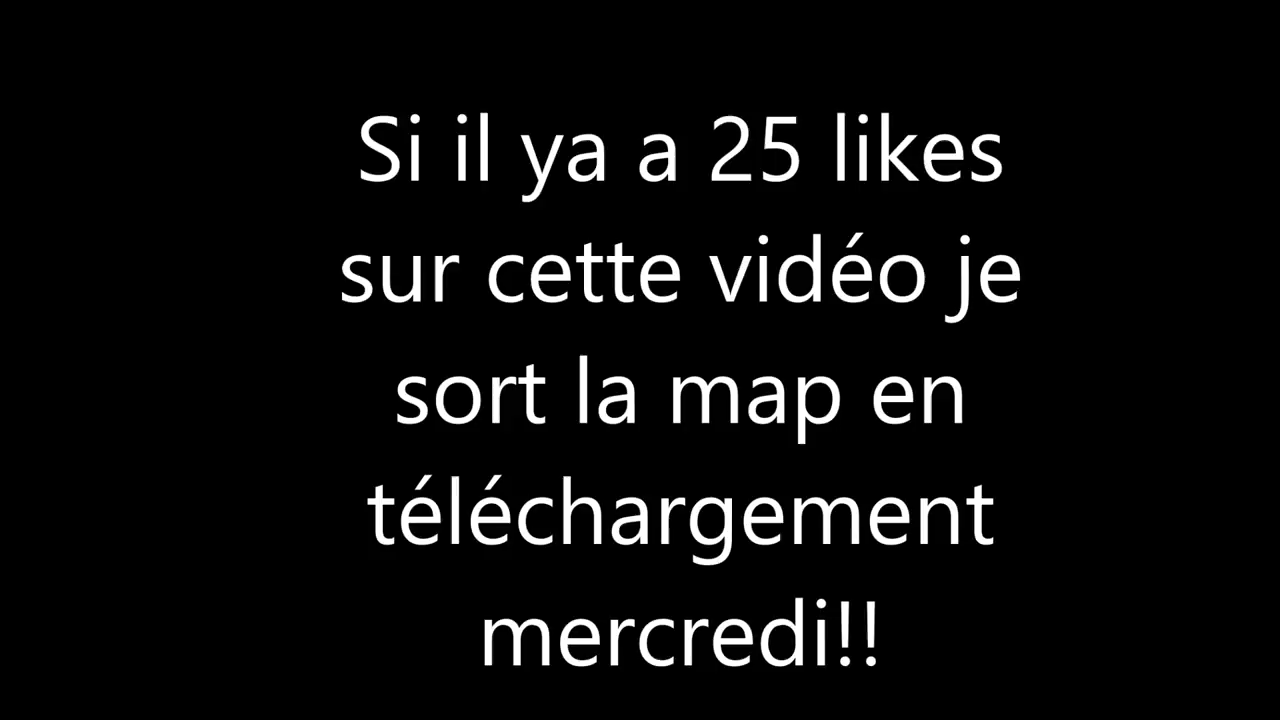 Si il ya a 25 likes
sur cette vidéo je
sort la map en
téléchargement
mercredi!!